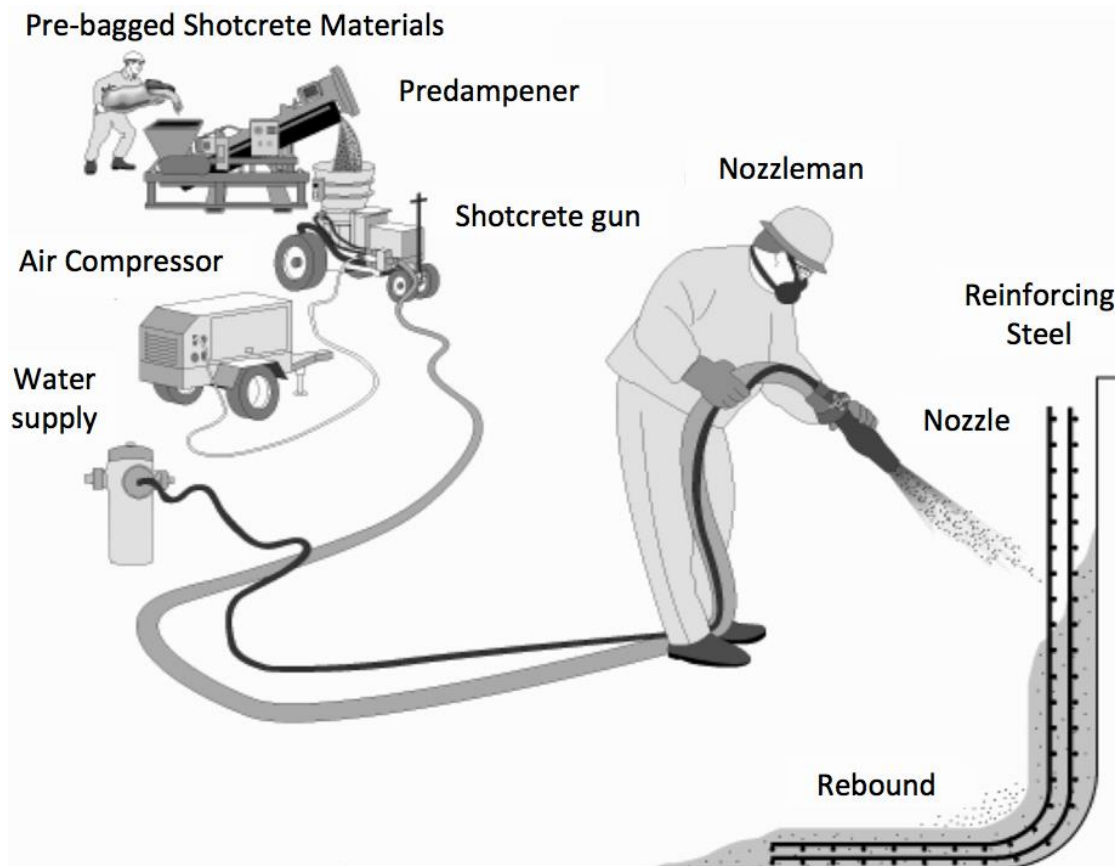 Pre-bagged Shotcrete Materials
Predampener
Nozzleman
Shotcrete gun
Air Compressor
Reinforcing
Steel
Water
supply
Nozzle
Rebound